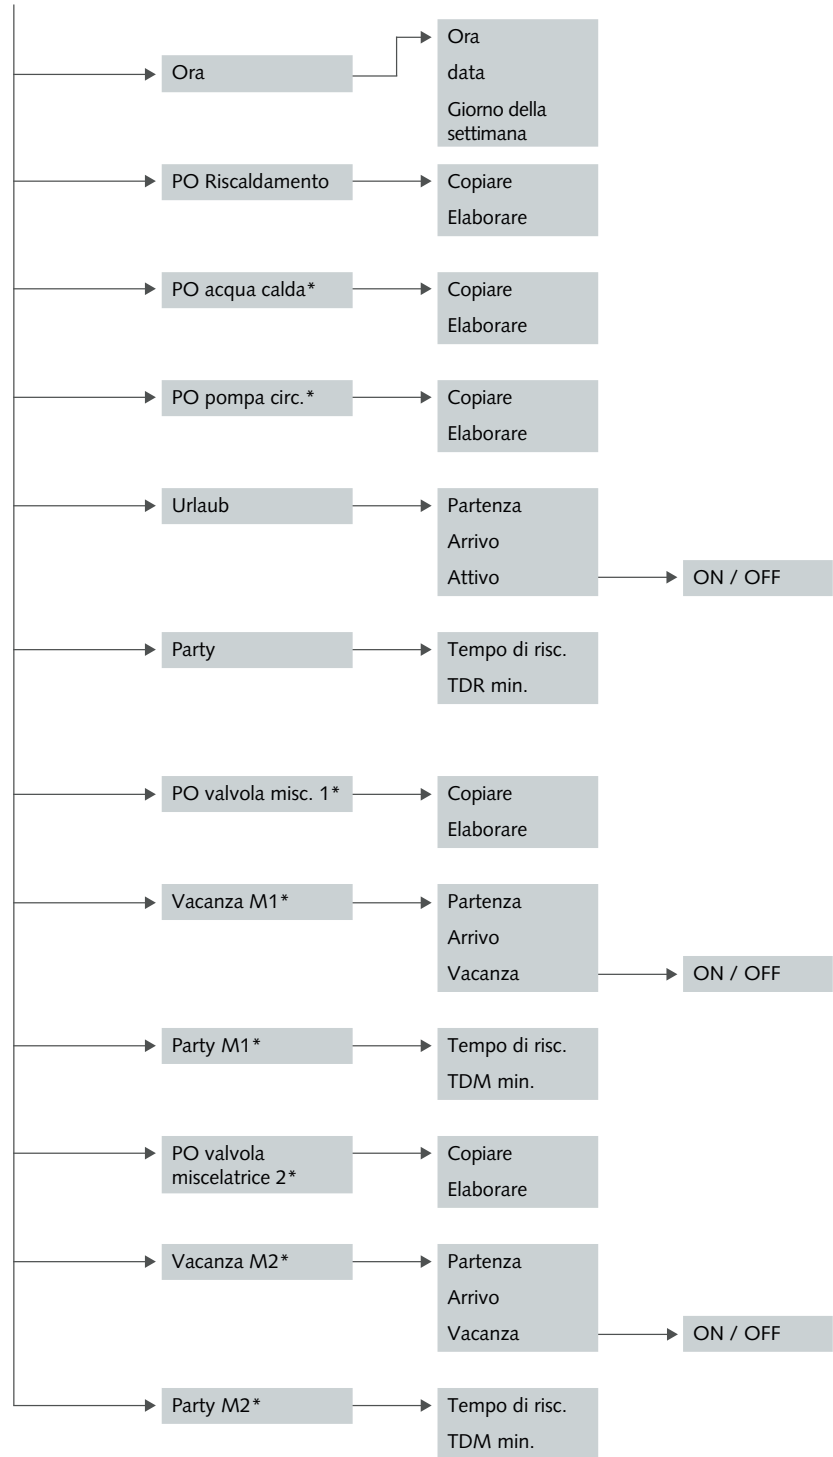 Ora
Ora
data
Giorno della
settimana
PO Riscaldamento
Copiare
Elaborare
PO acqua calda*
Copiare
Elaborare
PO pompa circ.*
Copiare
Elaborare
Urlaub
Partenza
Arrivo
Attivo
ON / OFF
Party
Tempo di risc.
TDR min.
PO valvola misc. 1*
Copiare
Elaborare
Vacanza M1*
Partenza
Arrivo
Vacanza
ON / OFF
Party M1*
Tempo di risc.
TDM min.
PO valvola
miscelatrice 2*
Copiare
Elaborare
Vacanza M2*
Partenza
Arrivo
Vacanza
ON / OFF
Party M2*
Tempo di risc.
TDM min.